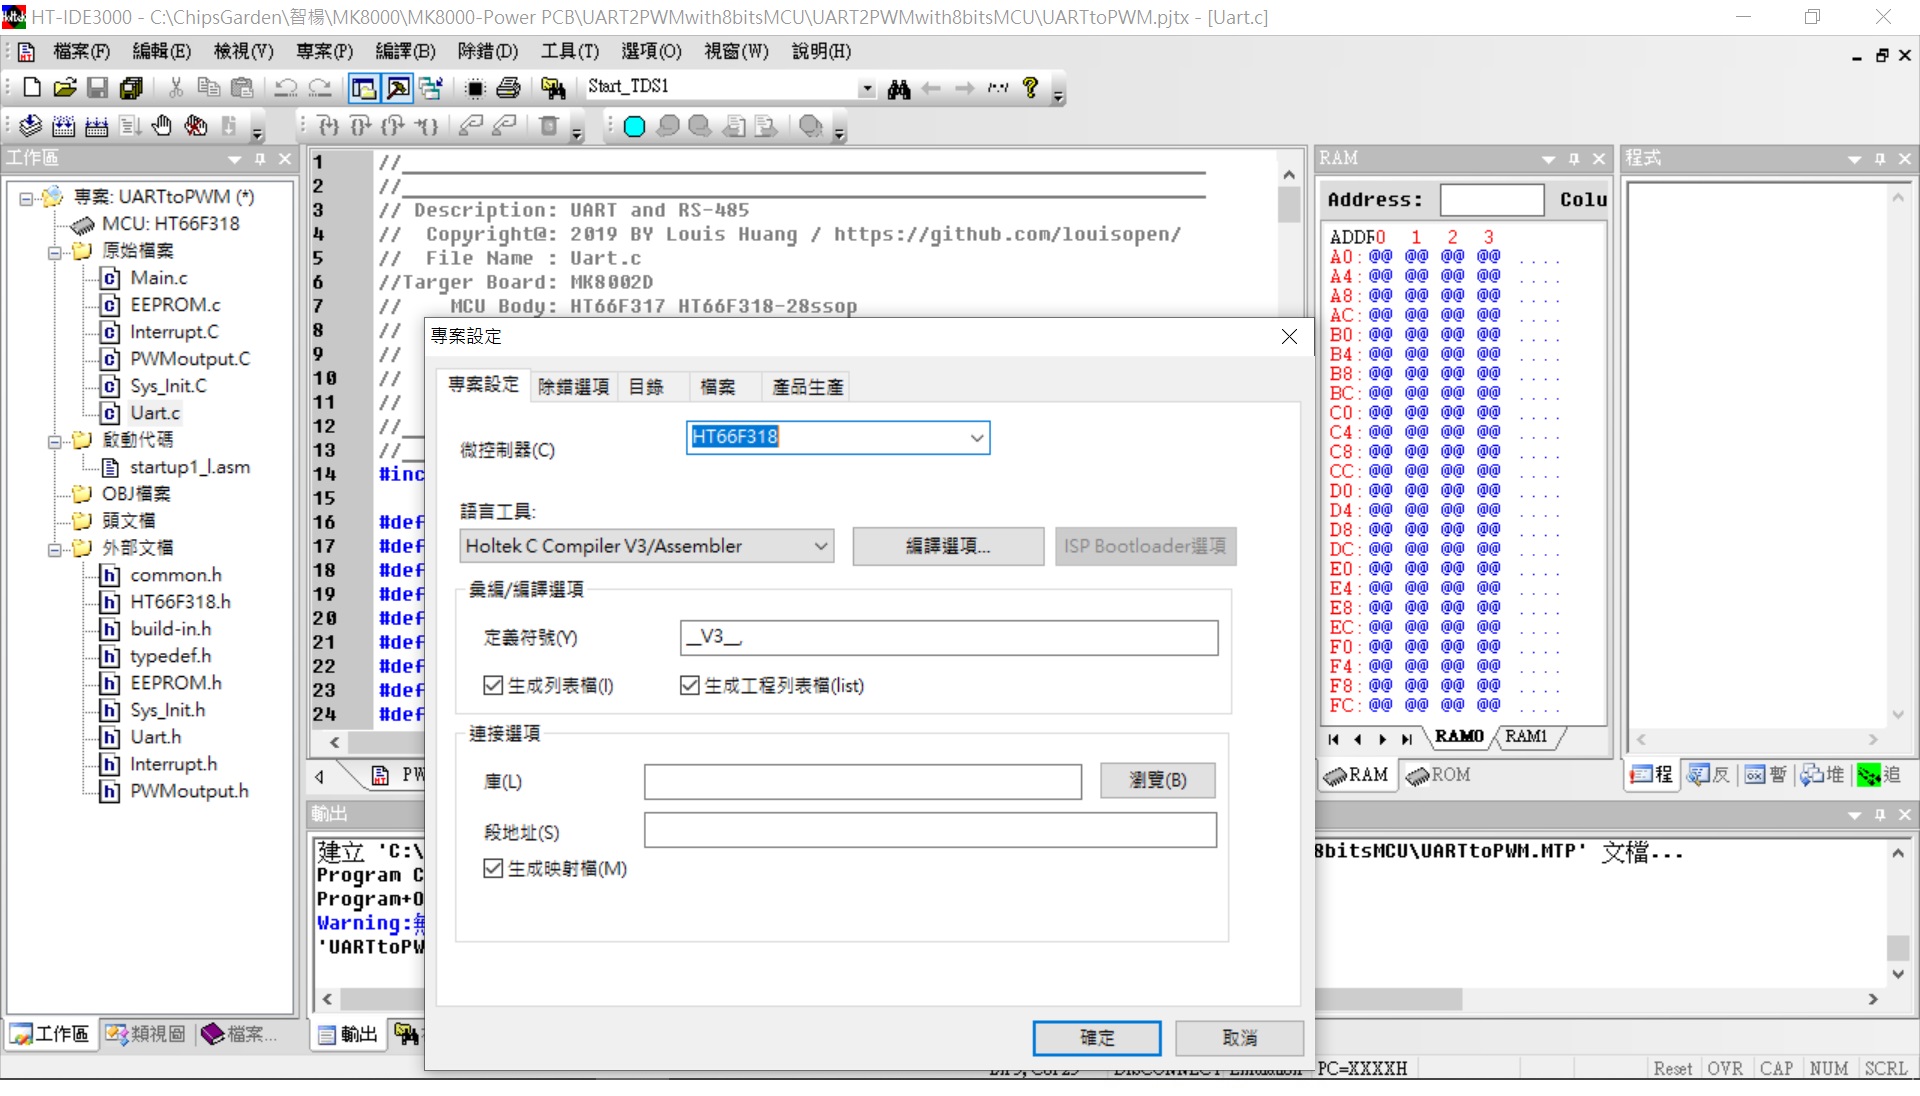 HT-IDE3000 - C:\ChipsGarden\智楊\MK8000\MK8000-Power PCB\UART2PWMwith8bitsMCU\UART2PWMwith8bitsMCU\UARTtoPWM.pjtx - [Uart.c]
檔案(F) 編輯(E) 檢視(V) 專案(P) 編譯(B) 除錯(D) 工具(T) 選項(O) 視窗(W) 說明(H)
Start_TDS1
工作區
專案: UARTtoPWM (*)
MCU: HT66F318
原始檔案
Main.c
EEPROM.c
Interrupt.C
PWMoutput.C
Sys_Init.C
Uart.c
啟動代碼
startup1_l.asm
OBJ檔案
頭文檔
外部文檔
common.h
HT66F318.h
build-in.h
typedef.h
EEPROM.h
Sys_Init.h
Uart.h
Interrupt.h
PWMoutput.h
工作區 類視圖 檔案...
1 //
2 //
3 // Description: UART and RS-485
4 // Copyright@: 2019 BY Louis Huang / https://github.com/louisopen/
5 // File Name : Uart.c
6 //Targer Board: MK8002D
7 // MCU Body: HT66F317 HT66F318-28ssop
8 //
9 //
10 //
11 //
12 //
13 //
14 #inc
15
16 #def
17 #def
18 #def
19 #def
20 #def
21 #def
22 #def
23 #def
24 #def
PW
專案設定
專案設定 除錯選項 目錄 檔案 產品生產
微控制器(C) HT66F318
語言工具:
Holtek C Compiler V3/Assembler 編譯選項... ISP Bootloader選項
彙編/編譯選項
定義符號(Y) __V3__,
生成列表檔(I) 生成工程列表檔(list)
連接選項
庫(L) 瀏覽(B)
段地址(S)
生成映射檔(M)
確定 取消
RAM
Address: Colu
ADDR0 1 2 3
A0: @@ @@ @@ @@ ....
A4: @@ @@ @@ @@ ....
A8: @@ @@ @@ @@ ....
AC: @@ @@ @@ @@ ....
B0: @@ @@ @@ @@ ....
B4: @@ @@ @@ @@ ....
B8: @@ @@ @@ @@ ....
BC: @@ @@ @@ @@ ....
C0: @@ @@ @@ @@ ....
C4: @@ @@ @@ @@ ....
C8: @@ @@ @@ @@ ....
CC: @@ @@ @@ @@ ....
D0: @@ @@ @@ @@ ....
D4: @@ @@ @@ @@ ....
D8: @@ @@ @@ @@ ....
DC: @@ @@ @@ @@ ....
E0: @@ @@ @@ @@ ....
E4: @@ @@ @@ @@ ....
E8: @@ @@ @@ @@ ....
EC: @@ @@ @@ @@ ....
F0: @@ @@ @@ @@ ....
F4: @@ @@ @@ @@ ....
F8: @@ @@ @@ @@ ....
FC: @@ @@ @@ @@ ....
RAM0 RAM1
RAM ROM
程式
程 反 暫 堆 追
輸出
建立 'C:\ 8bitsMCU\UARTtoPWM.MTP' 文檔...
Program C
Program+O
Warning:無
'UARTtoPW
輸出
PC=XXXXH Reset OVR CAP NUM SCRL